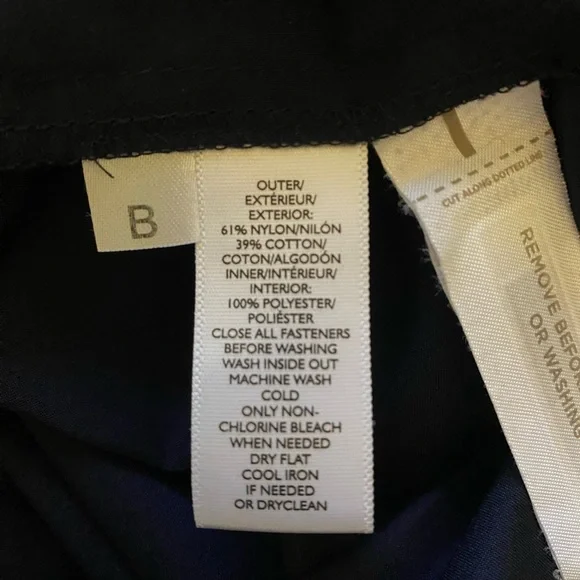 B
OUTER/
EXTÉRIEUR/
EXTERIOR:
61% NYLON/NILÓN
39% COTTON/
COTON/ALGODÓN
INNER/INTÉRIEUR/
INTERIOR:
100% POLYESTER/
POLIÉSTER
CLOSE ALL FASTENERS
BEFORE WASHING
WASH INSIDE OUT
MACHINE WASH
COLD
ONLY NON-
CHLORINE BLEACH
WHEN NEEDED
DRY FLAT
COOL IRON
IF NEEDED
OR DRYCLEAN
CUT ALONG DOTTED LINE
REMOVE BEFO
OR WASHING